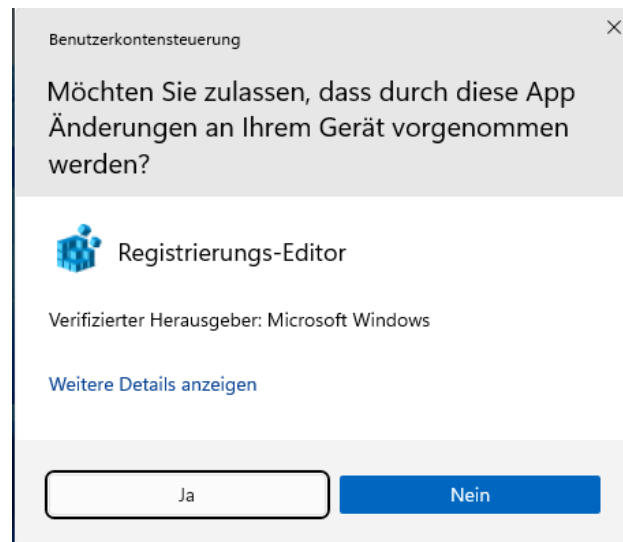 Benutzerkontensteuerung
Möchten Sie zulassen, dass durch diese App
Änderungen an Ihrem Gerät vorgenommen
werden?
Registrierungs-Editor
Verifizierter Herausgeber: Microsoft Windows
Weitere Details anzeigen
Ja
Nein